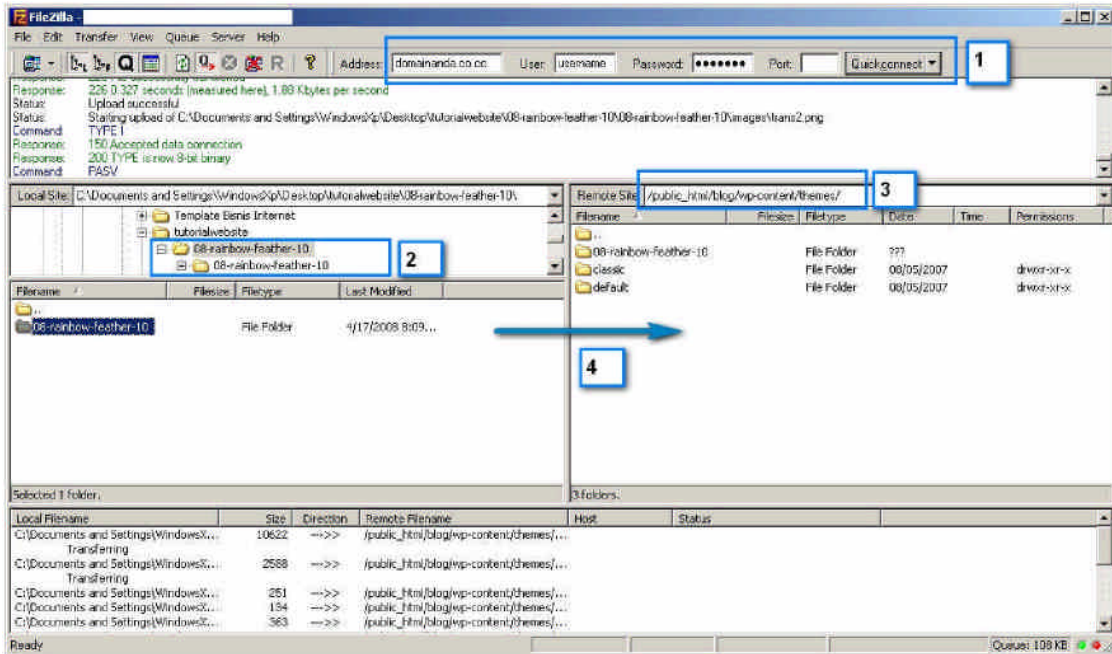 FileZilla -
File Edit Transfer View Queue Server Help
Address: domainanda.co.cc User: username Password: ●●●●●●● Port: Quickconnect
1
Response: 226 0.327 seconds (measured here), 1.88 Kbytes per second
Status: Upload successful
Status: Starting upload of C:\Documents and Settings\WindowsXp\Desktop\tutorialwebsite\08-rainbow-feather-10\08-rainbow-feather-10\images\trans2.png
Command: TYPE I
Response: 150 Accepted data connection
Response: 200 TYPE is now 8-bit binary
Command: PASV
Local Site: C:\Documents and Settings\WindowsXp\Desktop\tutorialwebsite\08-rainbow-feather-10\
Template Bisnis Internet
tutorialwebsite
08-rainbow-feather-10
08-rainbow-feather-10
2
Filename Filesize Filetype Last Modified
..
08-rainbow-feather-10 File Folder 4/17/2008 8:09...
Selected 1 folder.
Remote Site: /public_html/blog/wp-content/themes/
3
Filename Filesize Filetype Date Time Permissions
..
08-rainbow-feather-10 File Folder ???
classic File Folder 08/05/2007 drwxr-xr-x
default File Folder 08/05/2007 drwxr-xr-x
4
3 folders.
Local Filename Size Direction Remote Filename Host Status
C:\Documents and Settings\WindowsX... 10622 -->> /public_html/blog/wp-content/themes/...
Transferring
C:\Documents and Settings\WindowsX... 2588 -->> /public_html/blog/wp-content/themes/...
Transferring
C:\Documents and Settings\WindowsX... 251 -->> /public_html/blog/wp-content/themes/...
C:\Documents and Settings\WindowsX... 134 -->> /public_html/blog/wp-content/themes/...
C:\Documents and Settings\WindowsX... 363 -->> /public_html/blog/wp-content/themes/...
Ready
Queue: 108 KB